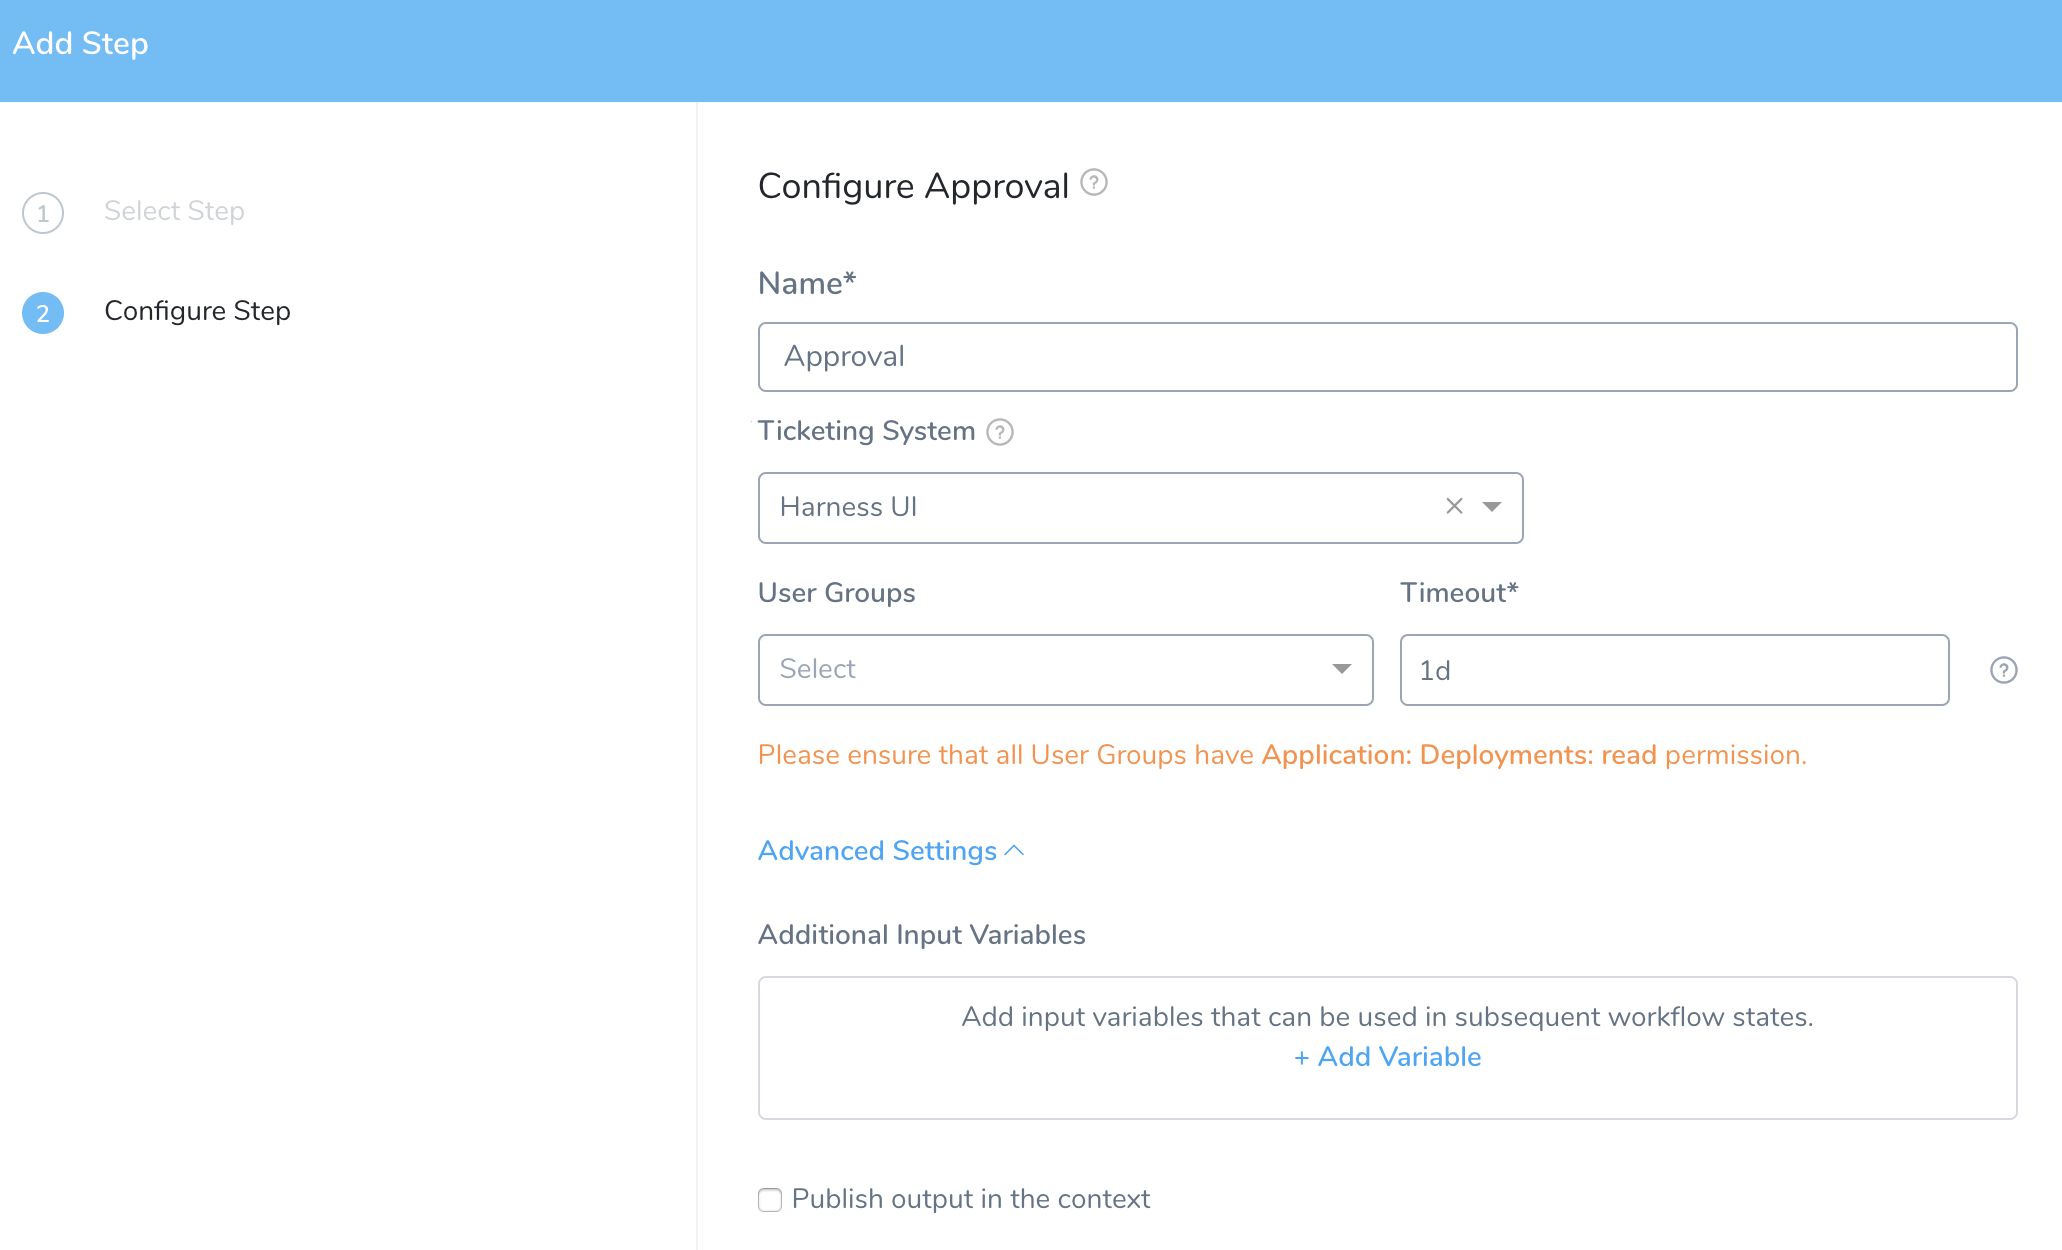 Add Step
1 Select Step
2 Configure Step
Configure Approval ?
Name*
Approval
Ticketing System ?
Harness UI
User Groups
Timeout*
Select
1d
?
Please ensure that all User Groups have Application: Deployments: read permission.
Advanced Settings
Additional Input Variables
Add input variables that can be used in subsequent workflow states.
+ Add Variable
Publish output in the context